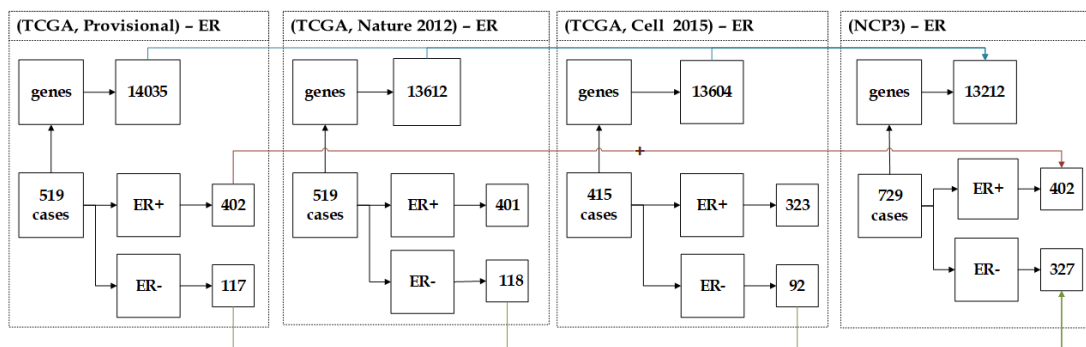 (TCGA, Provisional) – ER
genes
14035
519
cases
ER+
402
ER-
117
(TCGA, Nature 2012) – ER
genes
13612
519
cases
ER+
401
ER-
118
(TCGA, Cell 2015) – ER
genes
13604
415
cases
ER+
323
ER-
92
(NCP3) – ER
genes
13212
729
cases
ER+
402
ER-
327
+